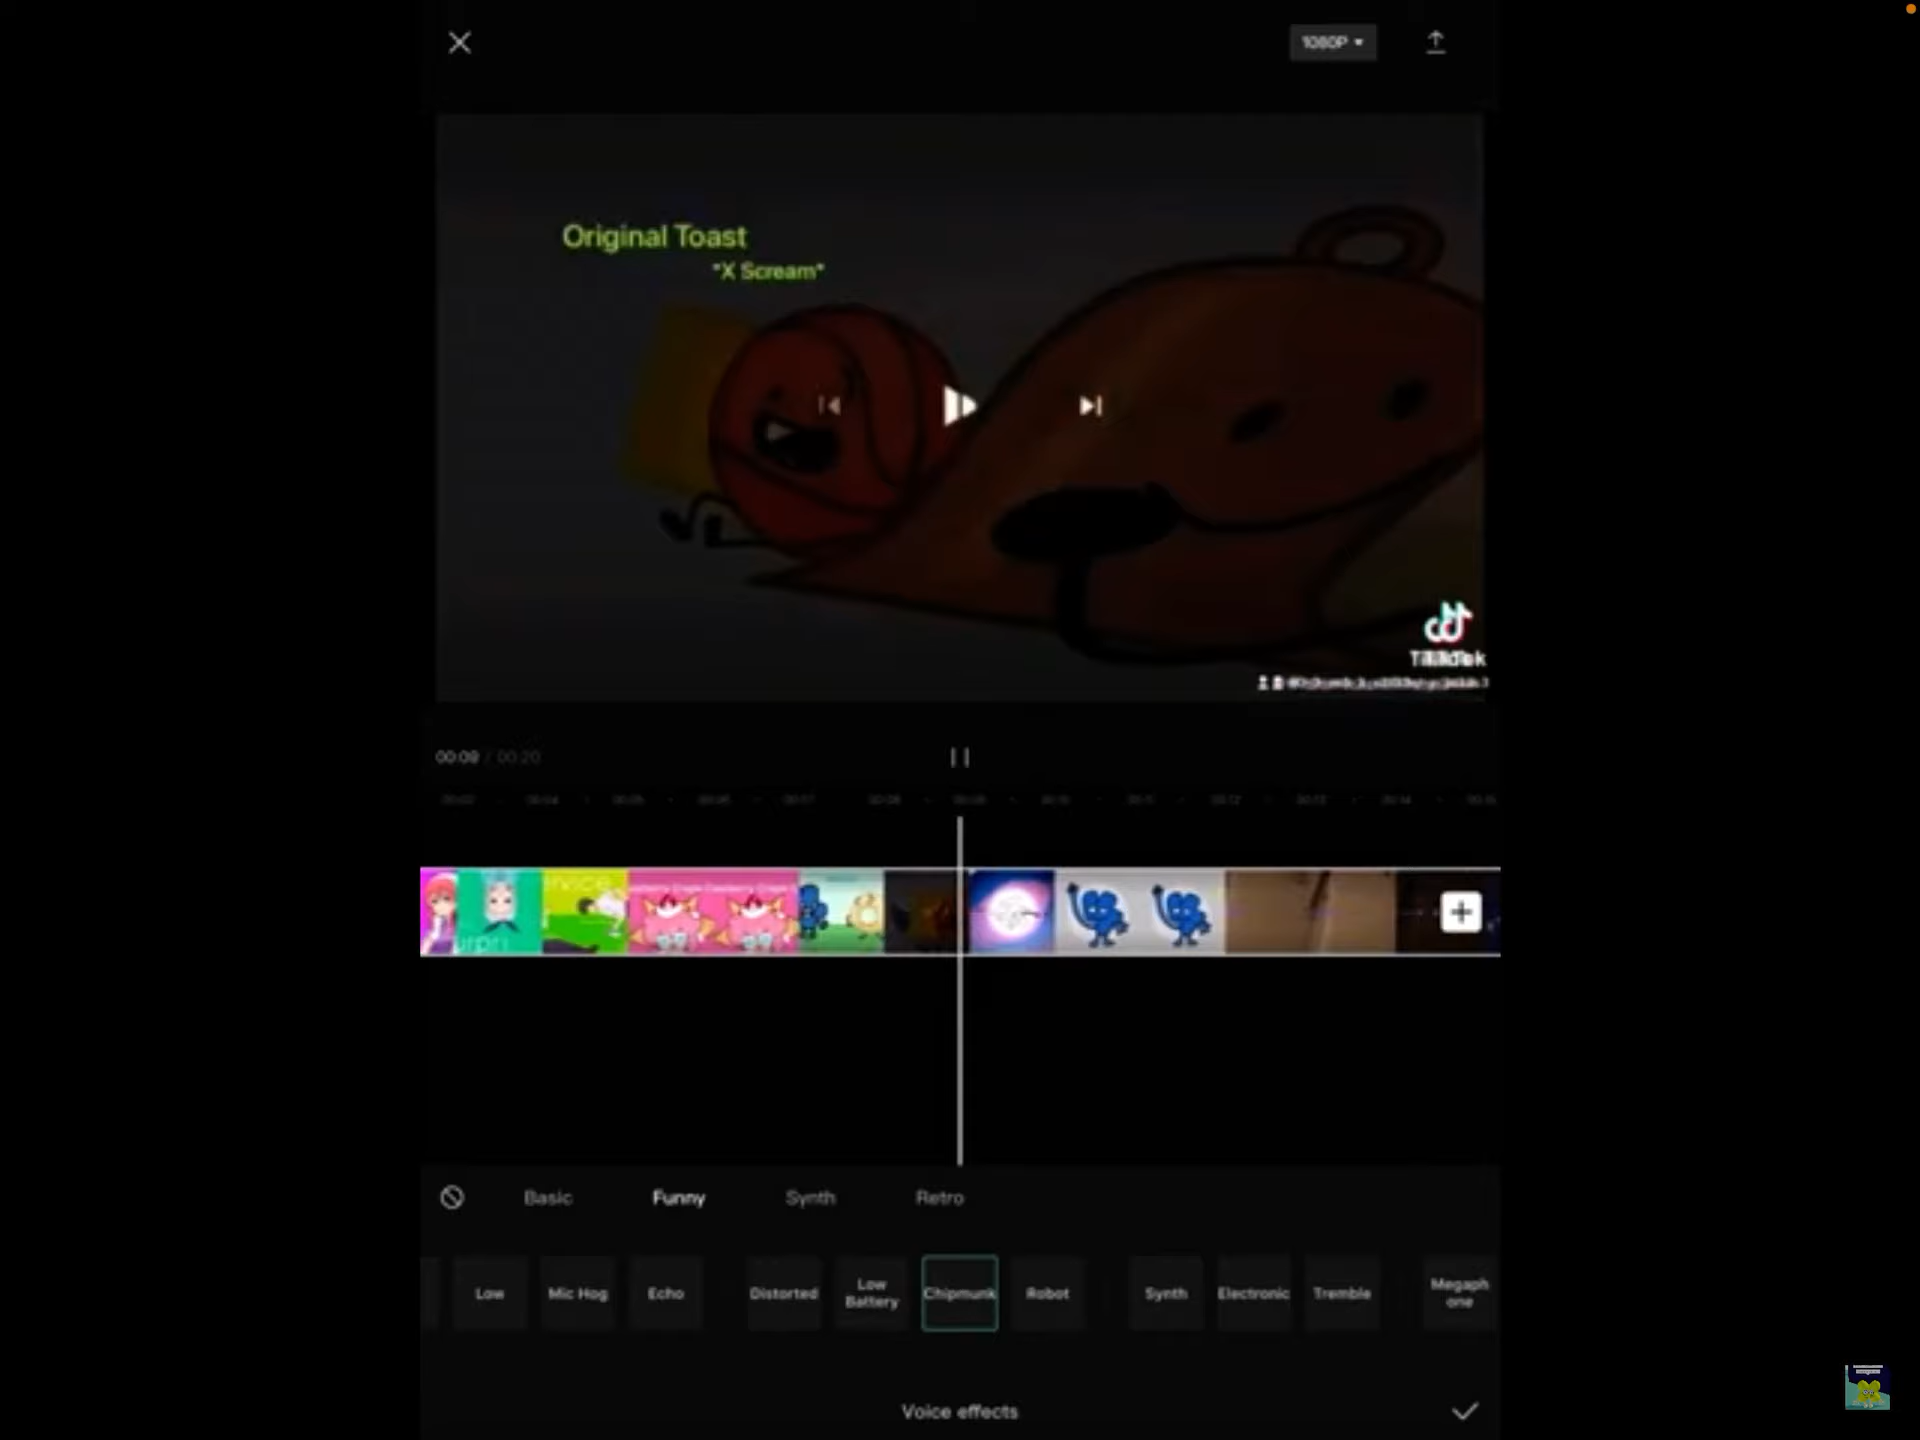 1080P
Original Toast
"X Scream"
TikTok
00:09 / 00:20
Basic
Funny
Synth
Retro
Low
Mic Hog
Echo
Distorted
Low
Battery
Chipmunk
Robot
Synth
Electronic
Tremble
Megaph
one
Voice effects